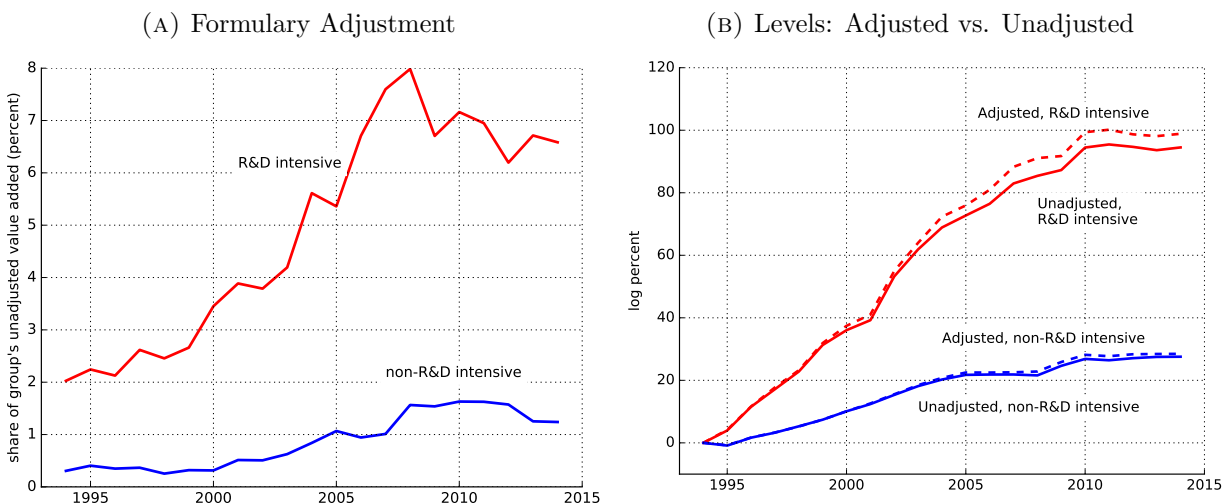 (A) Formulary Adjustment
share of group's unadjusted value added (percent)
8
7
6
5
4
3
2
1
0
R&D intensive
non-R&D intensive
1995
2000
2005
2010
2015
(B) Levels: Adjusted vs. Unadjusted
log percent
120
100
80
60
40
20
0
Adjusted, R&D intensive
Unadjusted,
R&D intensive
Adjusted, non-R&D intensive
Unadjusted, non-R&D intensive
1995
2000
2005
2010
2015